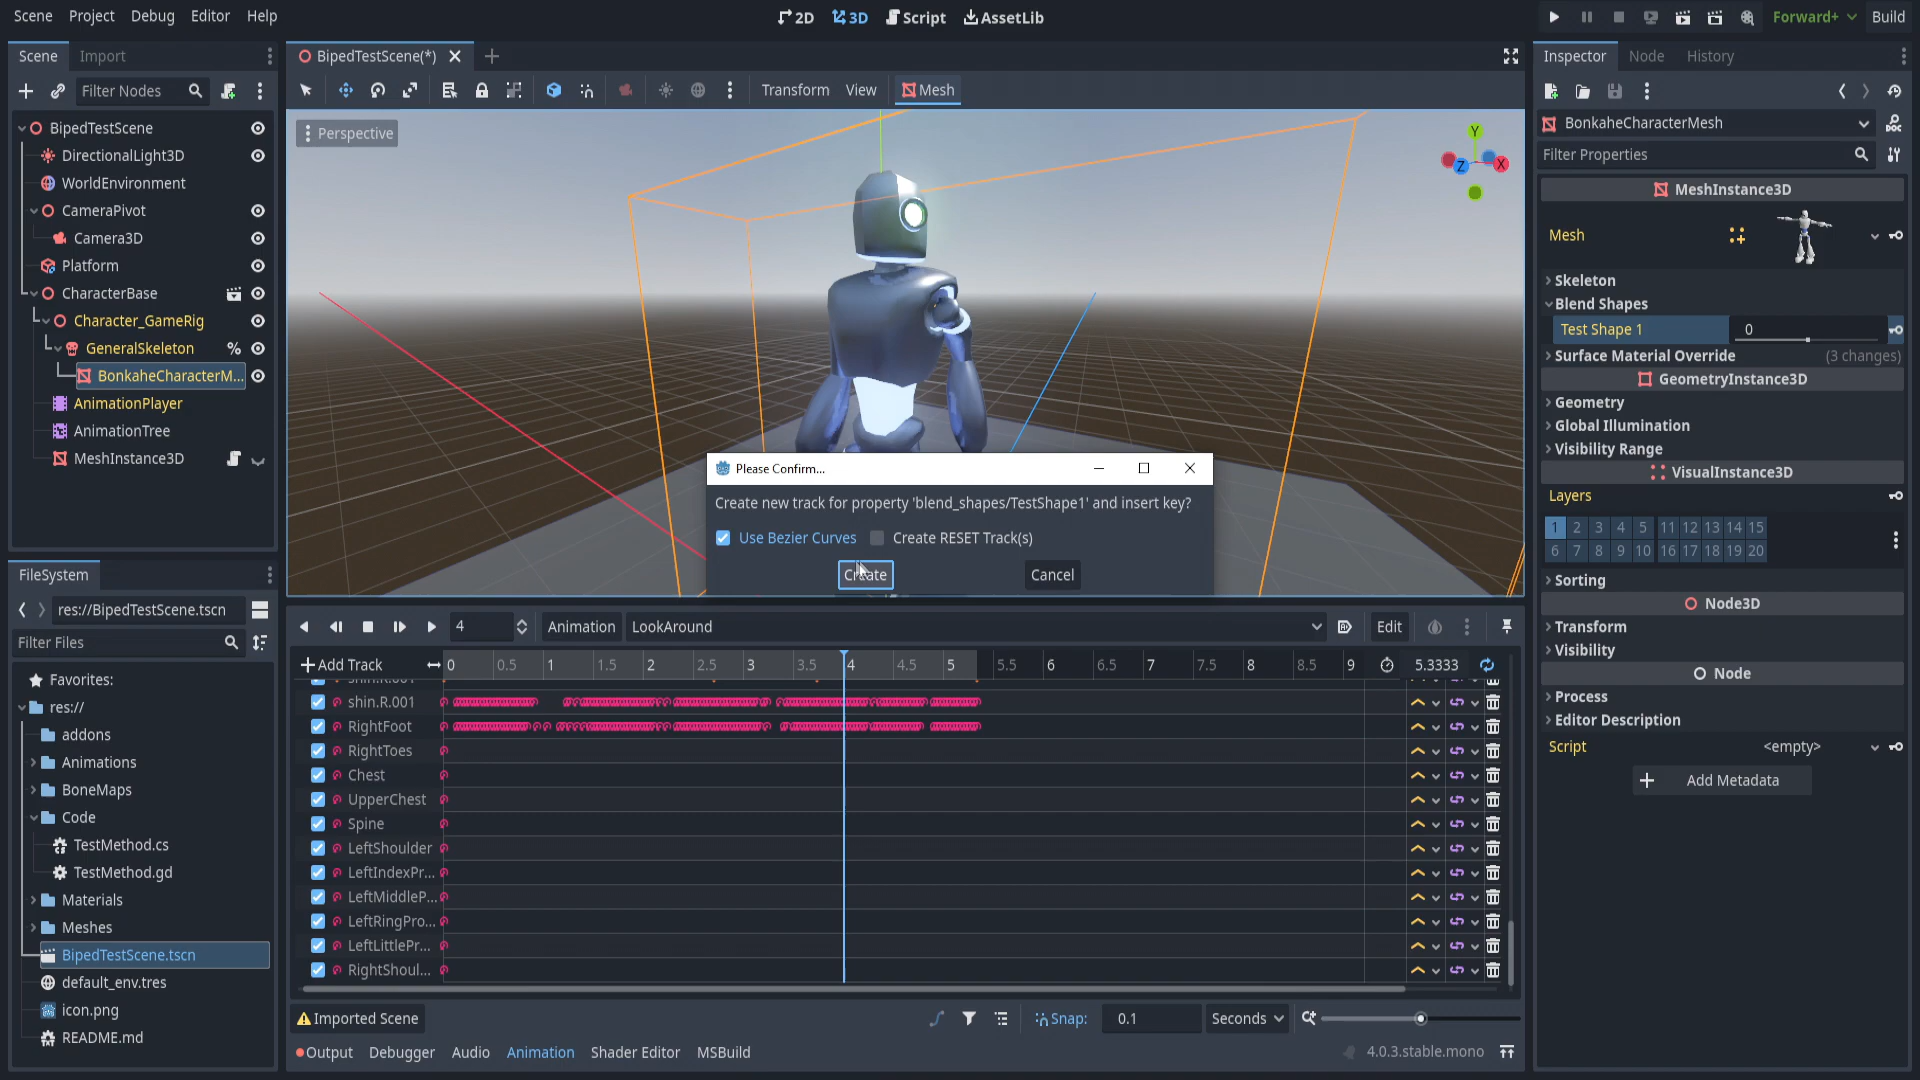 Scene Project Debug Editor Help
2D 3D Script AssetLib
Forward+ Build
Scene Import
Filter Nodes
BipedTestScene
DirectionalLight3D
WorldEnvironment
CameraPivot
Camera3D
Platform
CharacterBase
Character_GameRig
GeneralSkeleton %
BonkaheCharacterM...
AnimationPlayer
AnimationTree
MeshInstance3D
FileSystem
res://BipedTestScene.tscn
Filter Files
Favorites:
res://
addons
Animations
BoneMaps
Code
TestMethod.cs
TestMethod.gd
Materials
Meshes
BipedTestScene.tscn
default_env.tres
icon.png
README.md
BipedTestScene(*)
Transform View Mesh
Perspective
Y
Z X
Please Confirm...
Create new track for property 'blend_shapes/TestShape1' and insert key?
Use Bezier Curves Create RESET Track(s)
Create Cancel
4 Animation LookAround Edit
Add Track 0 0.5 1 1.5 2 2.5 3 3.5 4 4.5 5 5.5 6 6.5 7 7.5 8 8.5 9 5.3333
shin.R.001
shin.R.001
RightFoot
RightToes
Chest
UpperChest
Spine
LeftShoulder
LeftIndexPr...
LeftMiddleP...
LeftRingPro...
LeftLittlePr...
RightShoul...
Imported Scene Snap: 0.1 Seconds
Output Debugger Audio Animation Shader Editor MSBuild 4.0.3.stable.mono
Inspector Node History
BonkaheCharacterMesh
Filter Properties
MeshInstance3D
Mesh
Skeleton
Blend Shapes
Test Shape 1 0
Surface Material Override (3 changes)
GeometryInstance3D
Geometry
Global Illumination
Visibility Range
VisualInstance3D
Layers
1 2 3 4 5 11 12 13 14 15
6 7 8 9 10 16 17 18 19 20
Sorting
Node3D
Transform
Visibility
Node
Process
Editor Description
Script <empty>
Add Metadata